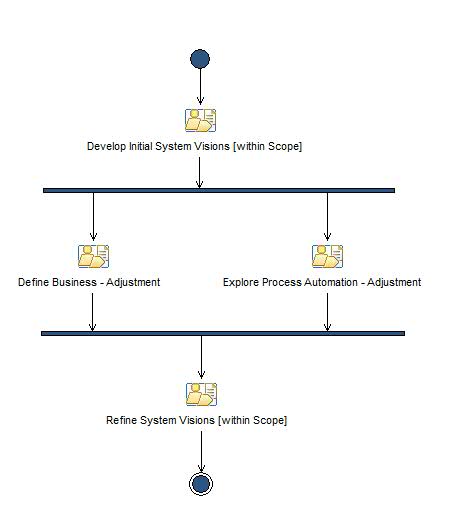 Develop Initial System Visions [within Scope]
Define Business - Adjustment
Explore Process Automation - Adjustment
Refine System Visions [within Scope]